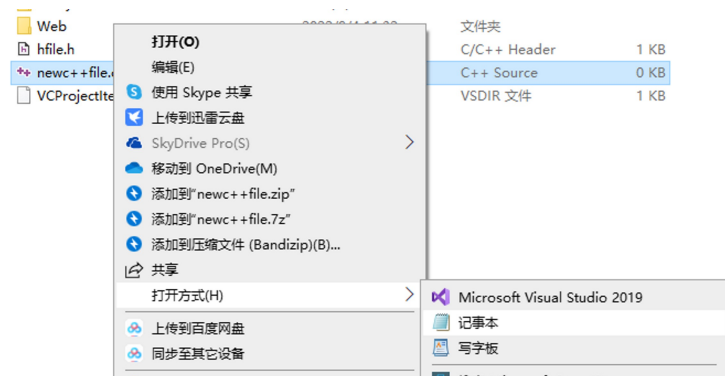 Web 文件夹
hfile.h C/C++ Header 1 KB
newc++file. C++ Source 0 KB
VCProjectIte VSDIR 文件 1 KB
打开(O)
编辑(E)
使用 Skype 共享
上传到迅雷云盘
SkyDrive Pro(S)
移动到 OneDrive(M)
添加到"newc++file.zip"
添加到"newc++file.7z"
添加到压缩文件 (Bandizip)(B)...
共享
打开方式(H)
Microsoft Visual Studio 2019
记事本
上传到百度网盘
写字板
同步至其它设备